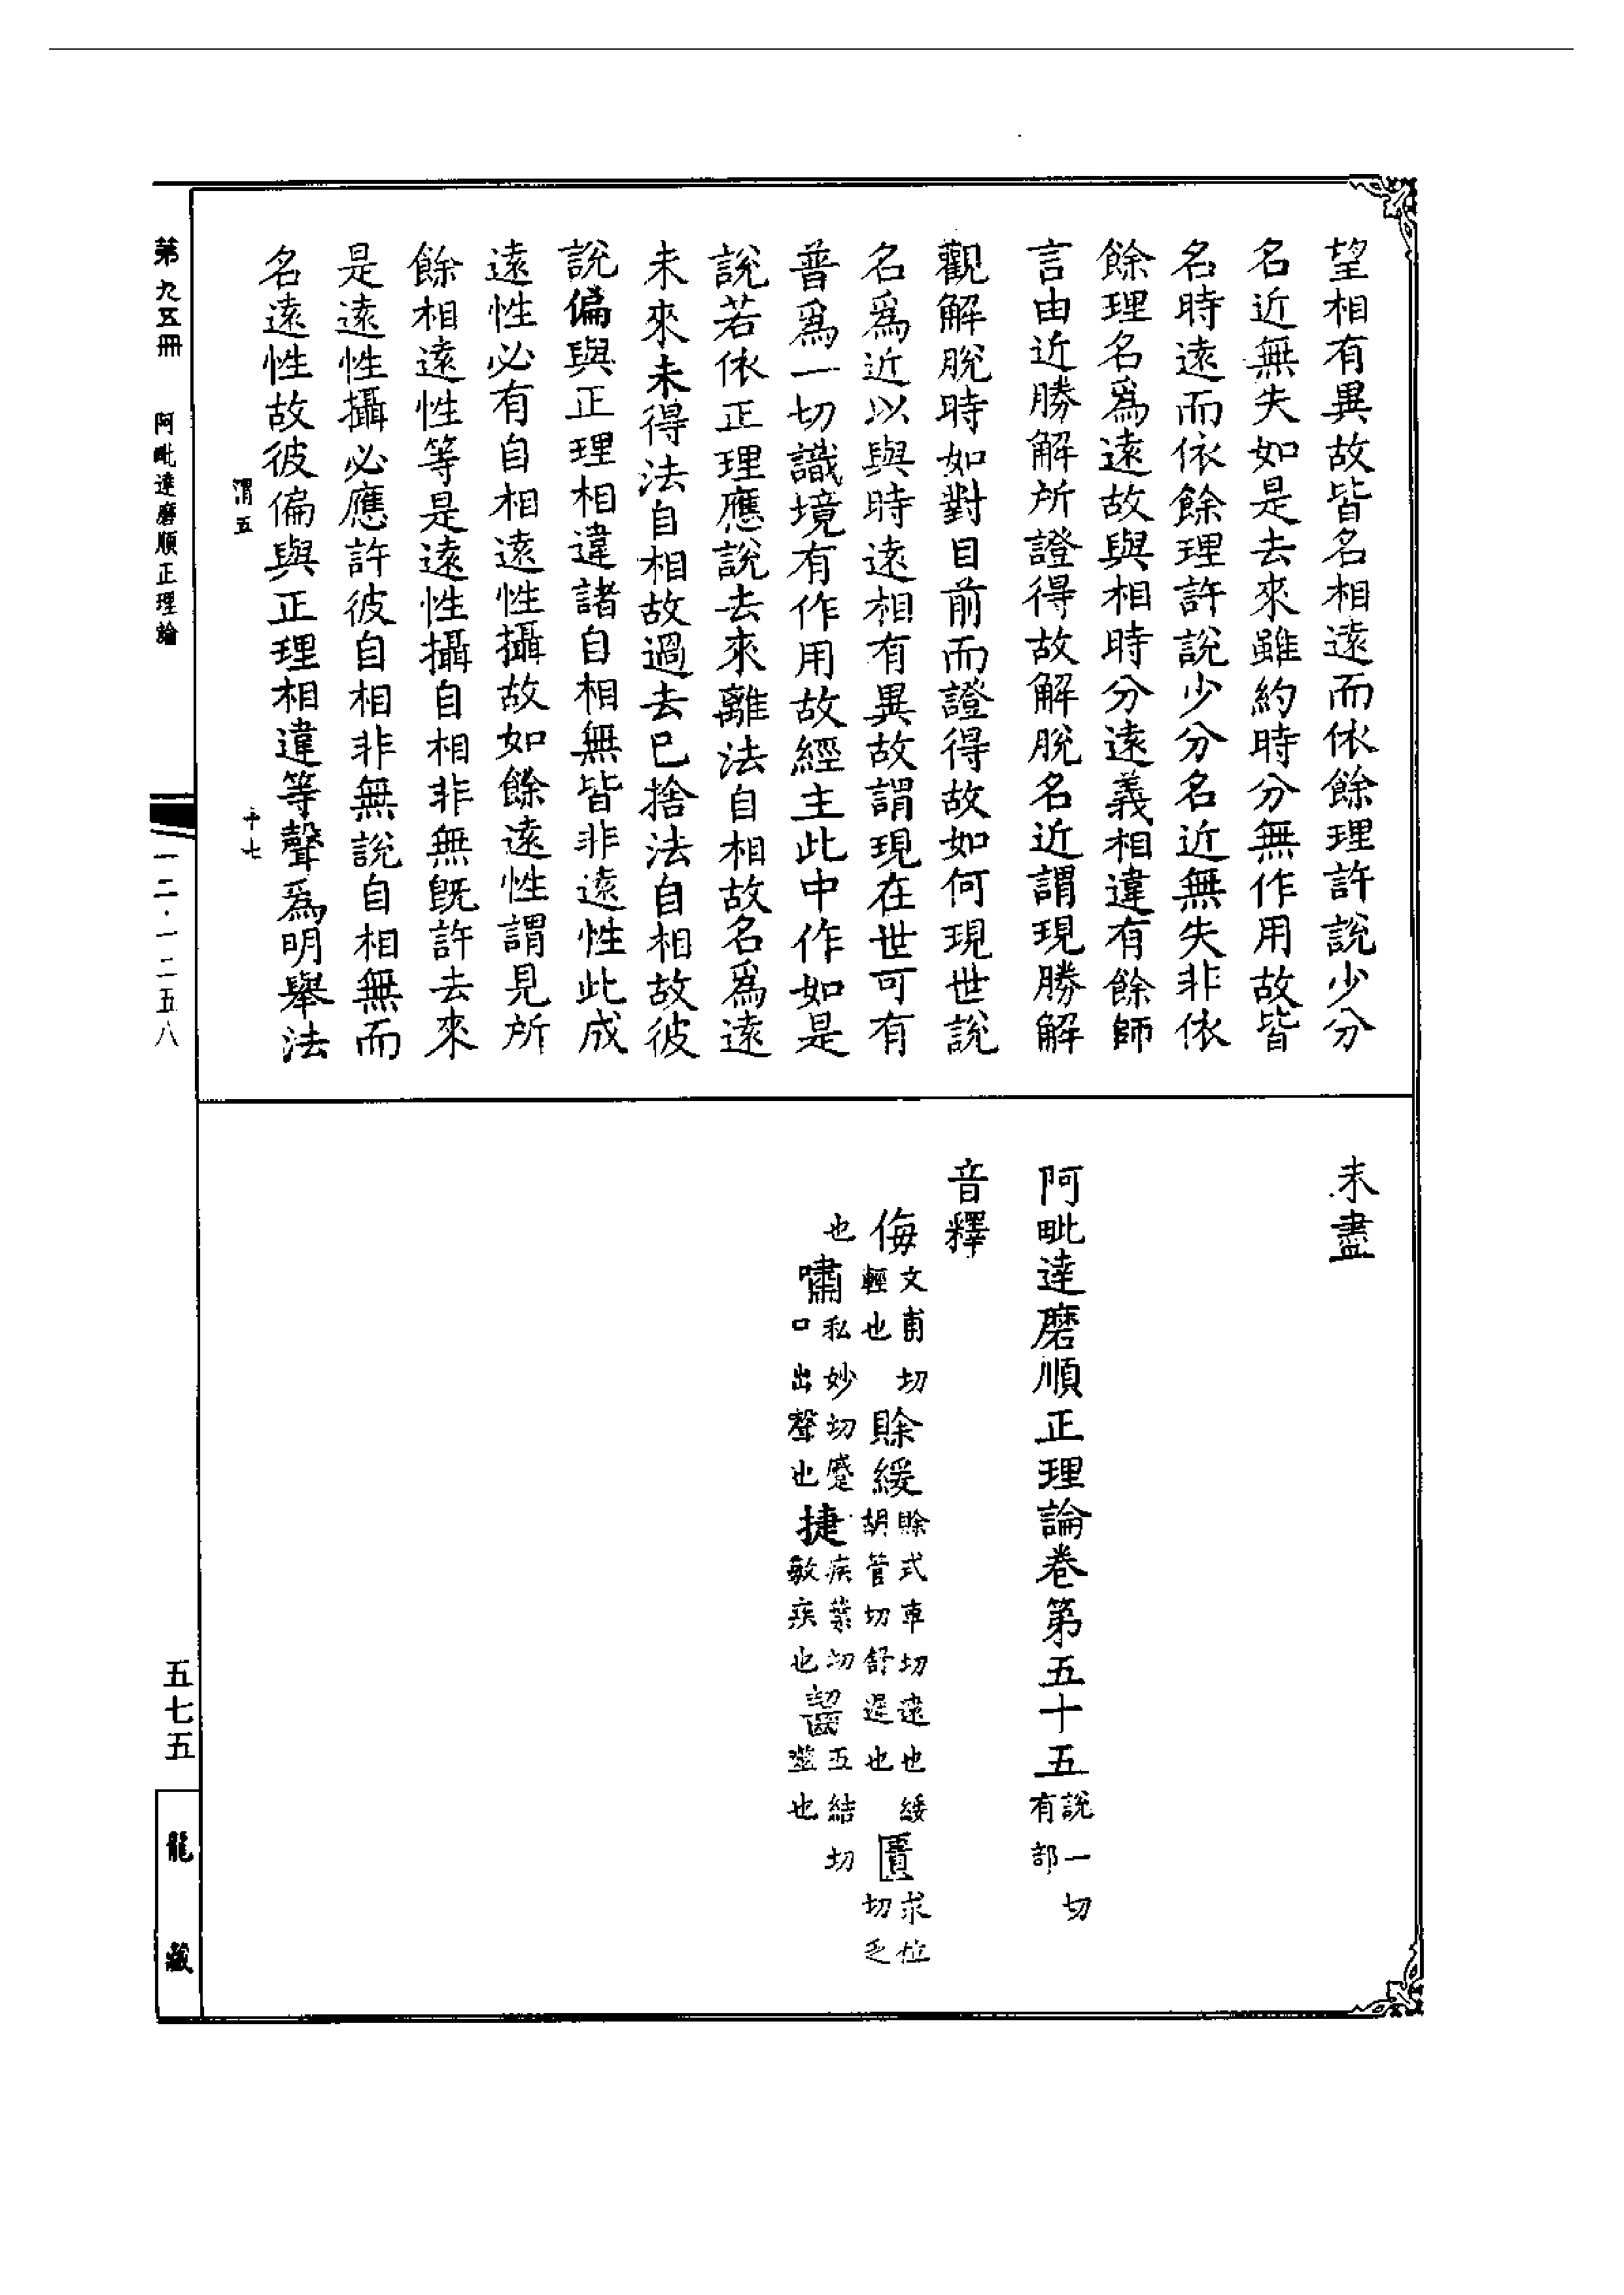 望相有異故皆名相遠而依餘理許說少分
名近無失如是去來雖約時分無作用故皆
名時遠而依餘理許說少分名近無失非依
餘理名爲遠故與相時分遠義相違有餘師
言由近勝解所證得故解脫名近謂現勝解
觀解脫時如對目前而證得故如何現世說
名爲近以與時遠相有異故謂現在世可有
普爲一切識境有作用故經主此中作如是
說若依正理應說去來離法自相故名爲遠
未來未得法自相故過去已捨法自相故彼
說偏與正理相違諸自相無皆非遠性此成
遠性必有自相遠性攝故如餘遠性謂見所
餘相遠性等是遠性攝自相非無旣許去來
是遠性攝必應許彼自相非無說自相無而
名遠性故彼偏與正理相違等聲爲明舉法
渭五
十七
未盡
阿毗達磨順正理論卷第五十五說一切有部
音釋
侮文甫切輕也 賒緩賒式車切遠也緩胡管切舒遲也 匱求位切乏
也 嘯私妙切蹙口出聲也 捷疾葉切敏疾也 齧五結切噬也
第九五冊 阿毗達磨順正理論
一二·一二五八
五七五
龍藏